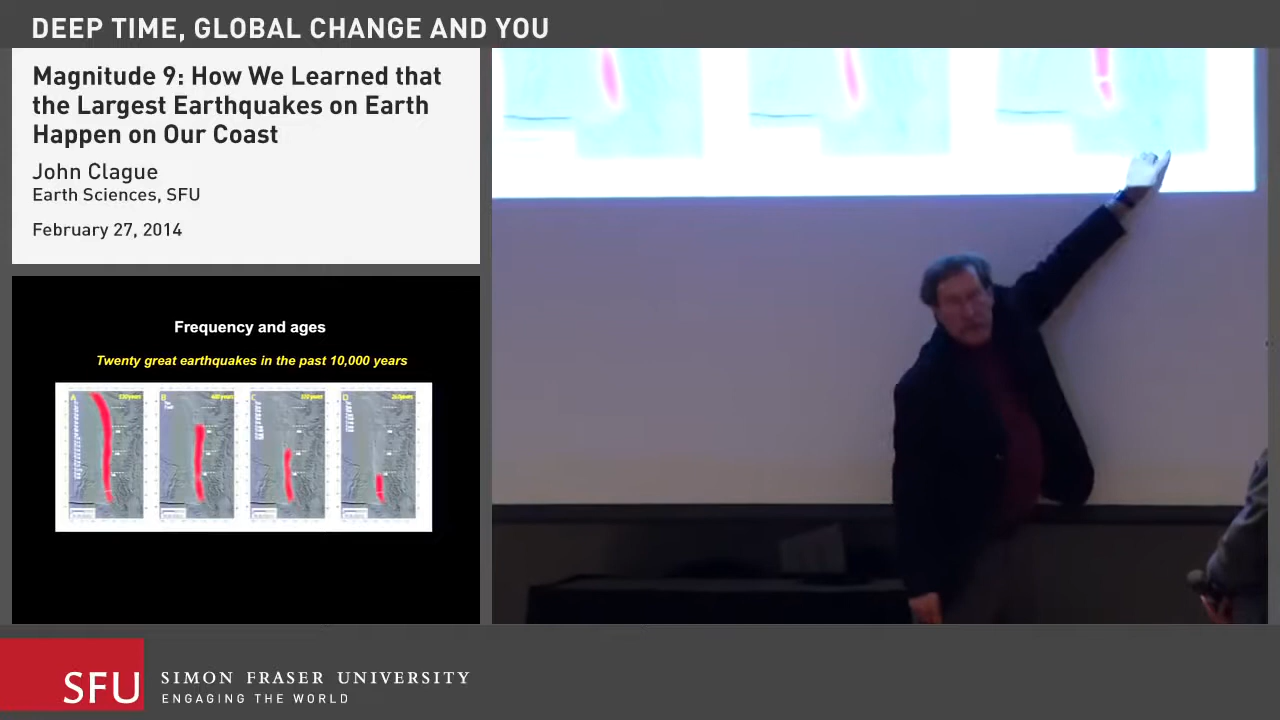 DEEP TIME, GLOBAL CHANGE AND YOU
Magnitude 9: How We Learned that
the Largest Earthquakes on Earth
Happen on Our Coast
John Clague
Earth Sciences, SFU
February 27, 2014
Frequency and ages
Twenty great earthquakes in the past 10,000 years
A
B
C
D
SFU
SIMON FRASER UNIVERSITY
ENGAGING THE WORLD